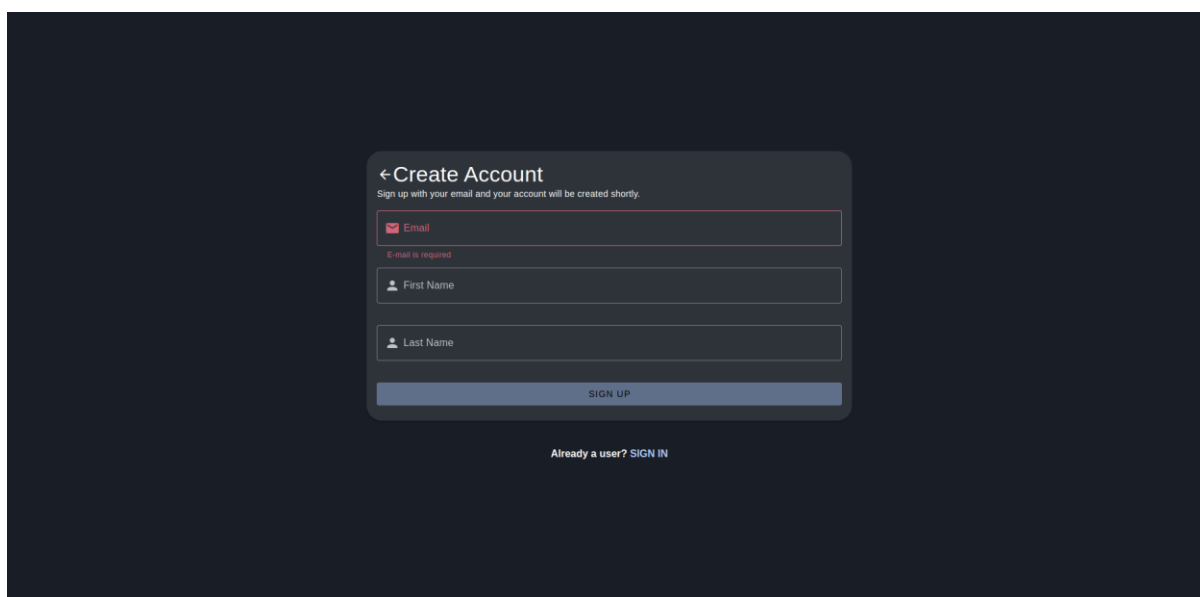 Create Account
Sign up with your email and your account will be created shortly.
Email
E-mail is required
First Name
Last Name
SIGN UP
Already a user? SIGN IN